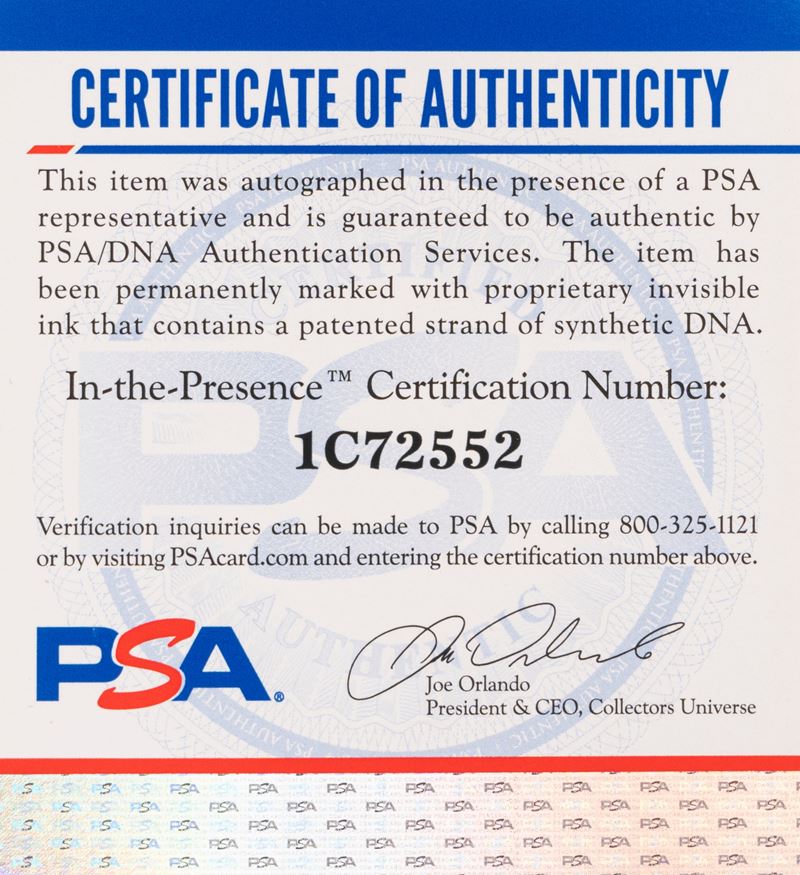 CERTIFICATE OF AUTHENTICITY
This item was autographed in the presence of a PSA
representative and is guaranteed to be authentic by
PSA/DNA Authentication Services. The item has
been permanently marked with proprietary invisible
ink that contains a patented strand of synthetic DNA.
In-the-Presence™ Certification Number:
1C72552
Verification inquiries can be made to PSA by calling 800-325-1121
or by visiting PSAcard.com and entering the certification number above.
PSA®
Joe Orlando
President & CEO, Collectors Universe